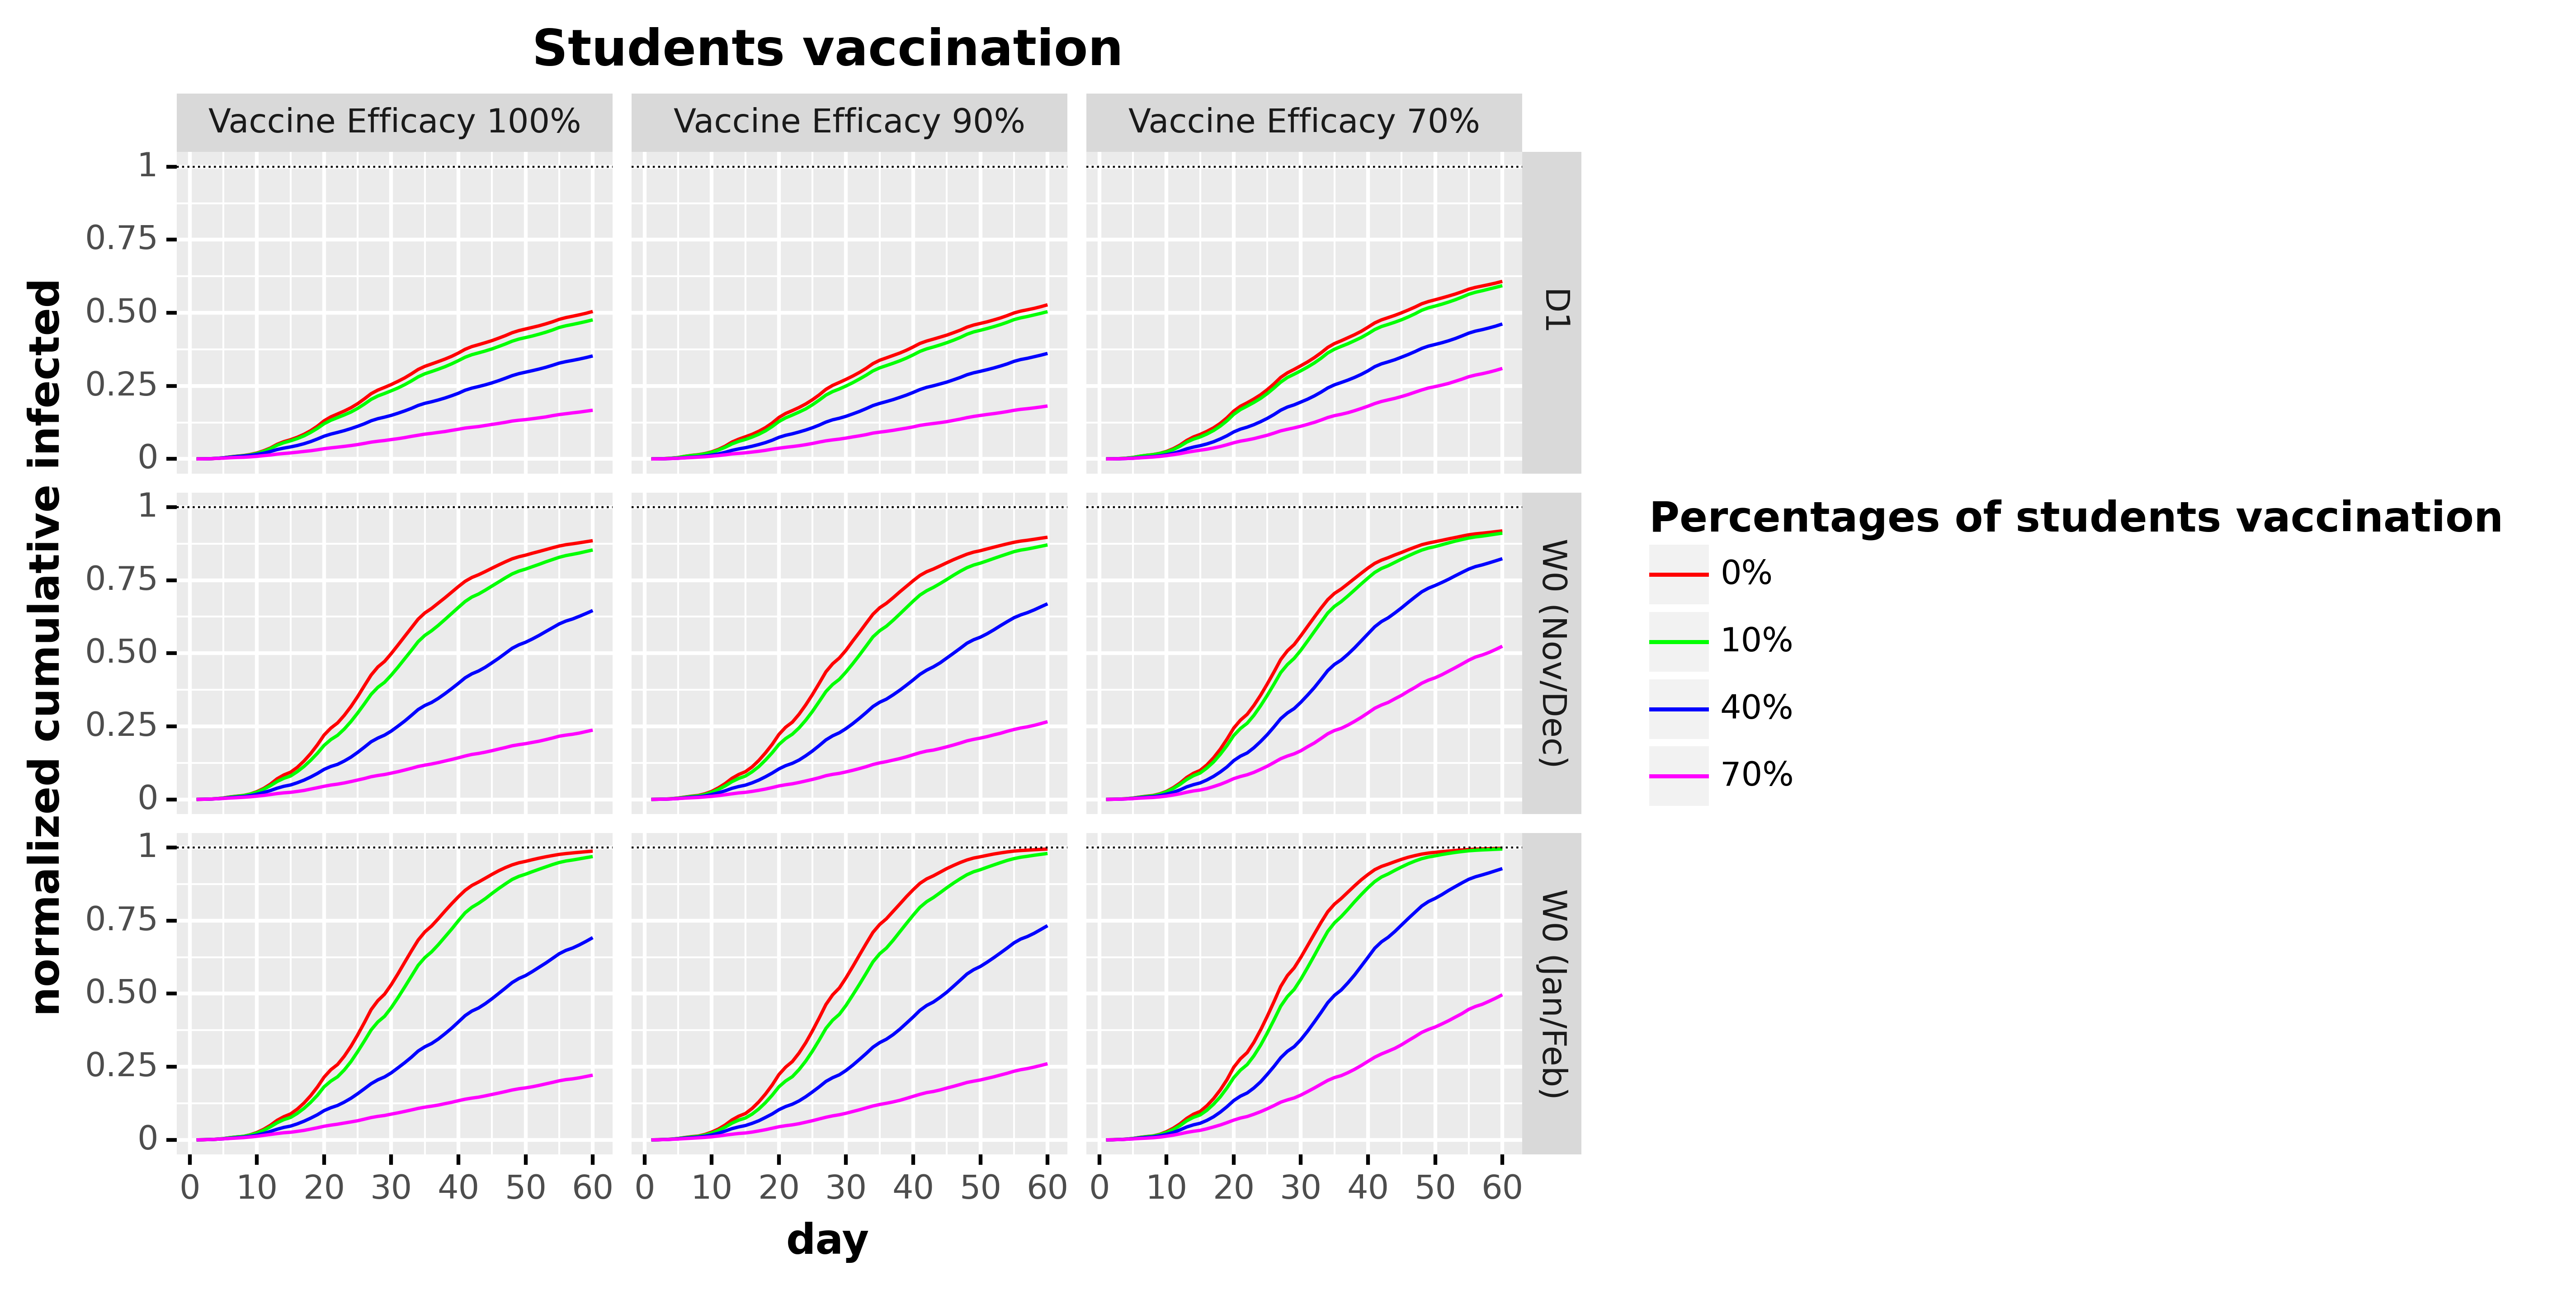 Students vaccination
Vaccine Efficacy 100%
Vaccine Efficacy 90%
Vaccine Efficacy 70%
normalized cumulative infected
1
0.75
0.50
0.25
0
D1
1
0.75
0.50
0.25
0
W0 (Nov/Dec)
1
0.75
0.50
0.25
0
W0 (Jan/Feb)
0 10 20 30 40 50 60
0 10 20 30 40 50 60
0 10 20 30 40 50 60
day
Percentages of students vaccination
0%
10%
40%
70%